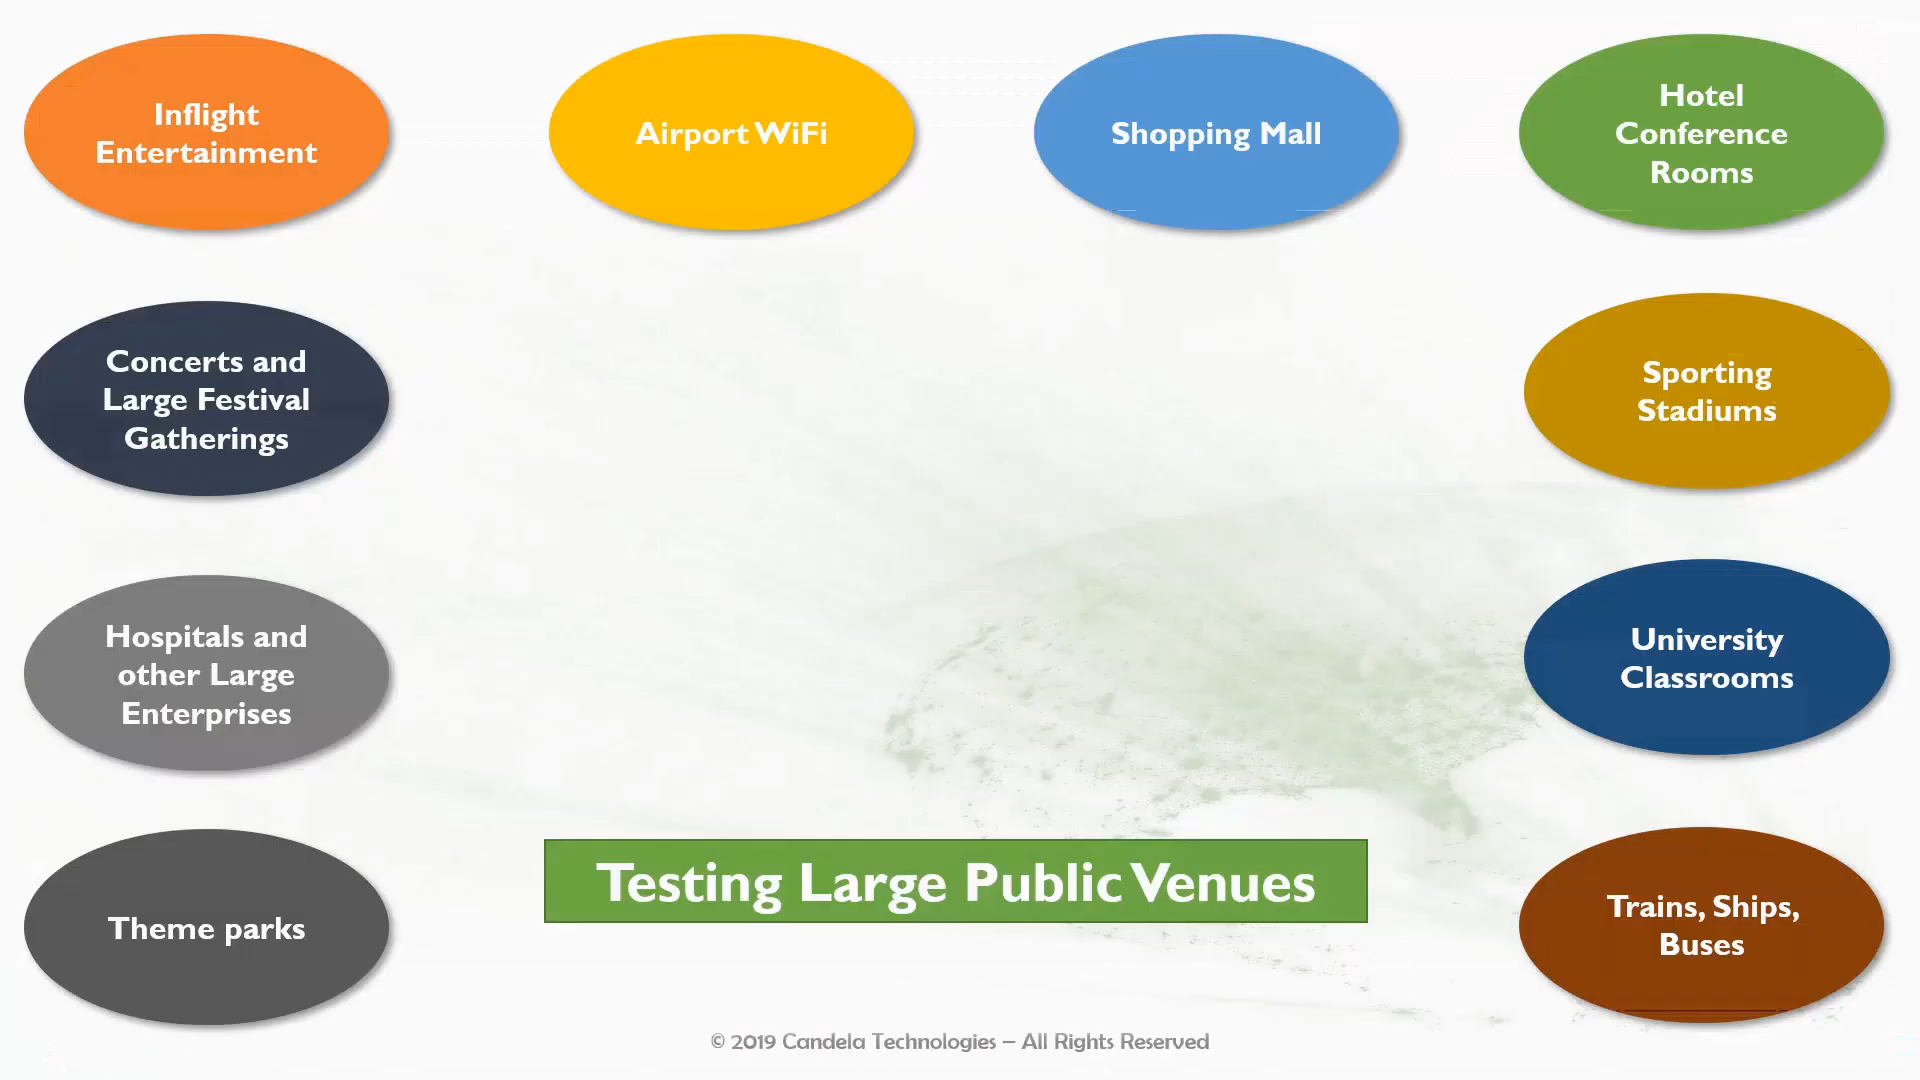 Inflight
Entertainment
Airport WiFi
Shopping Mall
Hotel
Conference
Rooms
Concerts and
Large Festival
Gatherings
Sporting
Stadiums
Hospitals and
other Large
Enterprises
University
Classrooms
Theme parks
Testing Large Public Venues
Trains, Ships,
Buses
© 2019 Candela Technologies – All Rights Reserved